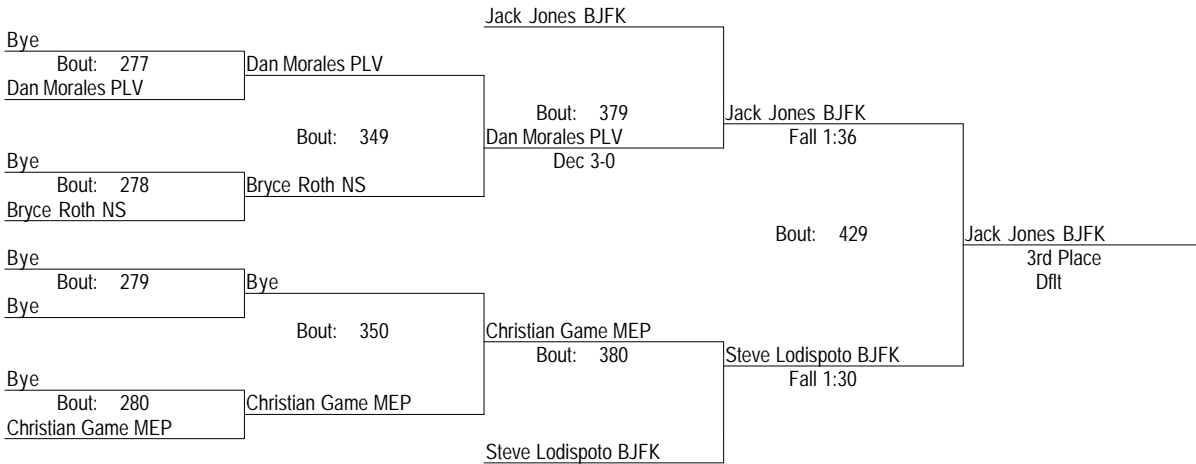 Jack Jones BJFK
Bye
Bout: 277
Dan Morales PLV
Dan Morales PLV
Bout: 379
Jack Jones BJFK
Fall 1:36
Bout: 349
Dan Morales PLV
Dec 3-0
Bye
Bout: 278
Bryce Roth NS
Bryce Roth NS
Bout: 429
Jack Jones BJFK
3rd Place
Dflt
Bye
Bout: 279
Bye
Bye
Bout: 350
Christian Game MEP
Bout: 380
Steve Lodispoto BJFK
Fall 1:30
Bye
Bout: 280
Christian Game MEP
Christian Game MEP
Steve Lodispoto BJFK